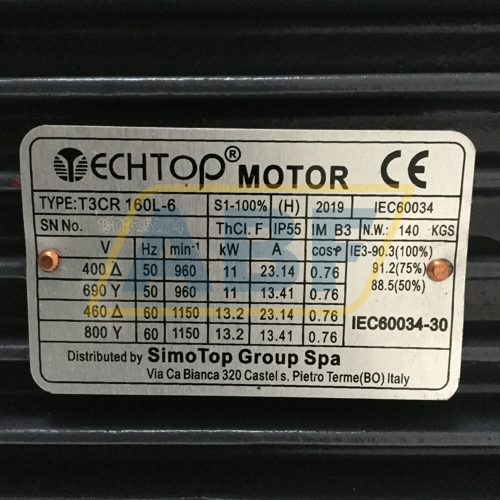 TECHTOP® MOTOR CE
TYPE:T3CR 160L-6 S1-100% (H) 2019 IEC60034
SN No. ThCl. F IP55 IM B3 N.W.: 140 KGS
V Hz min⁻¹ kW A cosφ IE3-90.3(100%)
400 Δ 50 960 11 23.14 0.76 91.2(75%)
690 Y 50 960 11 13.41 0.76 88.5(50%)
460 Δ 60 1150 13.2 23.14 0.76 IEC60034-30
800 Y 60 1150 13.2 13.41 0.76
Distributed by SimoTop Group Spa
Via Ca Bianca 320 Castel s. Pietro Terme(BO) Italy
ABF